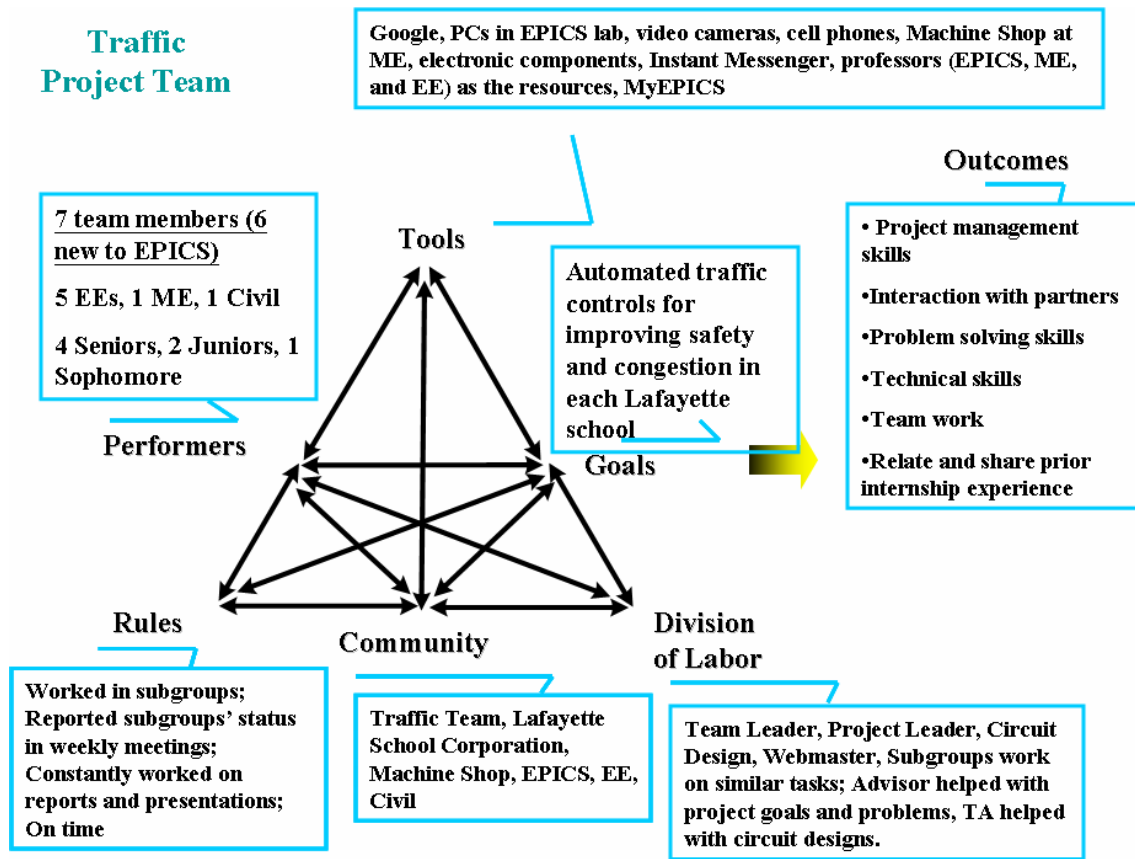 Traffic
Project Team
Google, PCs in EPICS lab, video cameras, cell phones, Machine Shop at
ME, electronic components, Instant Messenger, professors (EPICS, ME,
and EE) as the resources, MyEPICS
Outcomes
7 team members (6
new to EPICS)
5 EEs, 1 ME, 1 Civil
4 Seniors, 2 Juniors, 1
Sophomore
Performers
Tools
Automated traffic
controls for
improving safety
and congestion in
each Lafayette
school
Goals
• Project management
skills
•Interaction with partners
•Problem solving skills
•Technical skills
•Team work
•Relate and share prior
internship experience
Rules
Community
Division
of Labor
Worked in subgroups;
Reported subgroups’ status
in weekly meetings;
Constantly worked on
reports and presentations;
On time
Traffic Team, Lafayette
School Corporation,
Machine Shop, EPICS, EE,
Civil
Team Leader, Project Leader, Circuit
Design, Webmaster, Subgroups work
on similar tasks; Advisor helped with
project goals and problems, TA helped
with circuit designs.